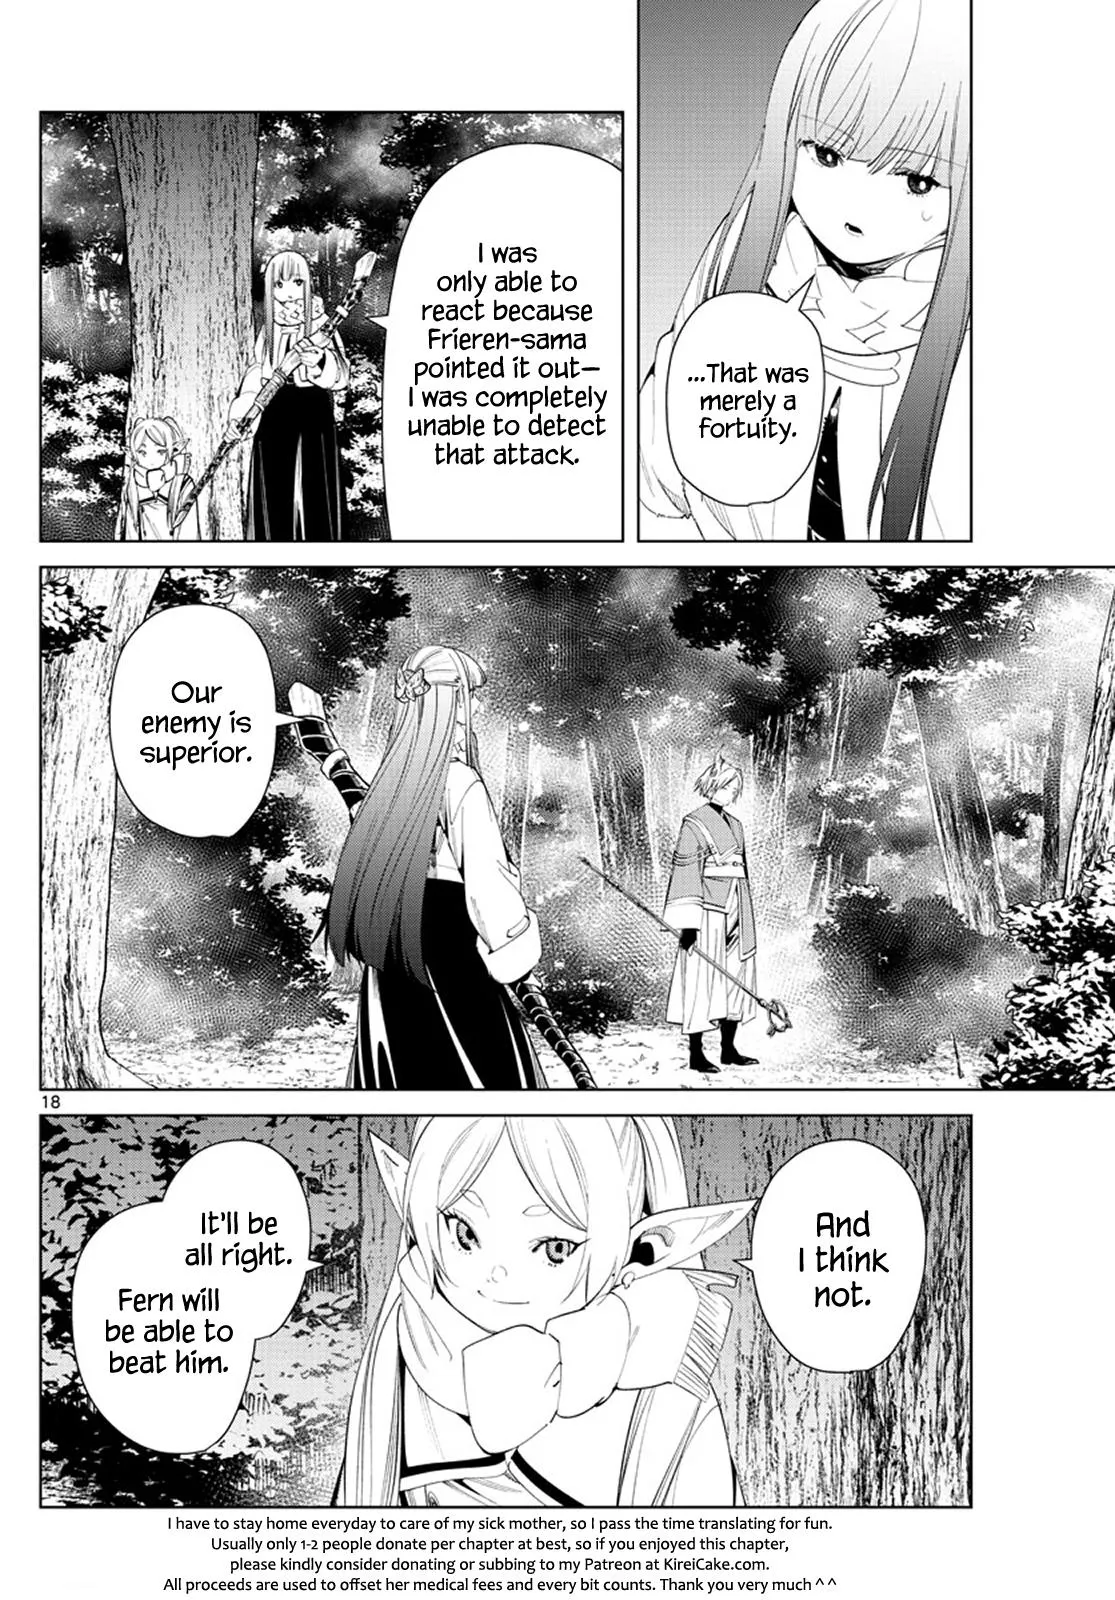 ...That was
merely a
fortuity.
I was
only able to
react because
Frieren-sama
pointed it out—
I was completely
unable to detect
that attack.
Our
enemy is
superior.
18
And
I think
not.
It'll be
all right.
Fern will
be able to
beat him.
I have to stay home everyday to care of my sick mother, so I pass the time translating for fun.
Usually only 1-2 people donate per chapter at best, so if you enjoyed this chapter,
please kindly consider donating or subbing to my Patreon at KireiCake.com.
All proceeds are used to offset her medical fees and every bit counts. Thank you very much ^ ^